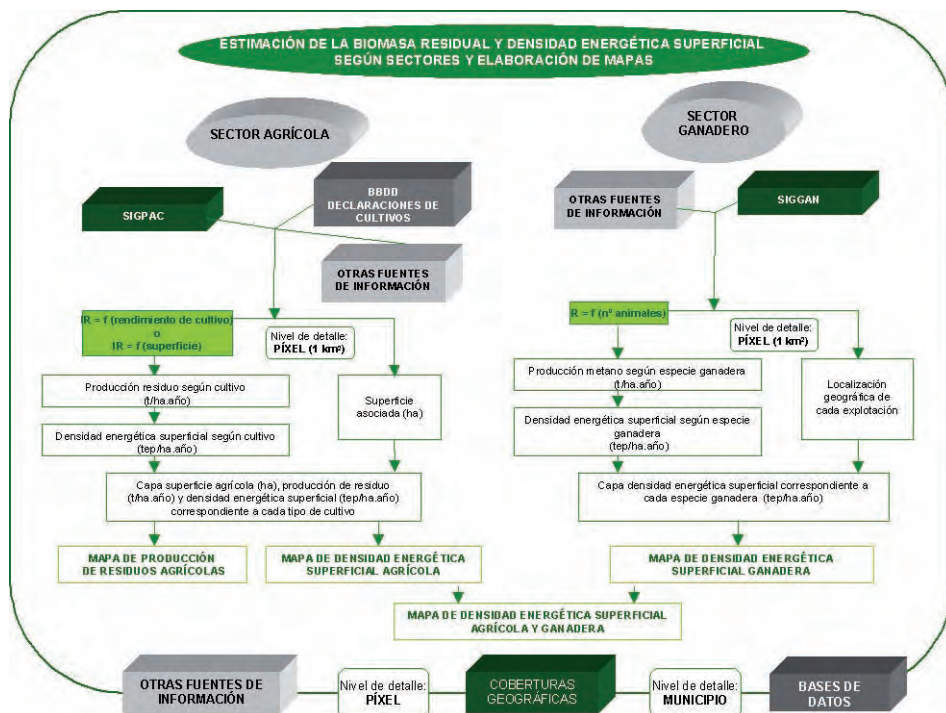 ESTIMACIÓN DE LA BIOMASA RESIDUAL Y DENSIDAD ENERGÉTICA SUPERFICIAL
SEGÚN SECTORES Y ELABORACIÓN DE MAPAS
SECTOR AGRÍCOLA
SECTOR
GANADERO
SIGPAC
BBDD
DECLARACIONES DE
CULTIVOS
OTRAS FUENTES
DE INFORMACIÓN
OTRAS FUENTES
DE INFORMACIÓN
SIGGAN
IR = f (rendimiento de cultivo)
o
IR = f (superficie)
Nivel de detalle:
PÍXEL (1 km²)
R = f (nº animales)
Nivel de detalle:
PÍXEL (1 km²)
Producción residuo según cultivo
(t/ha.año)
Superficie
asociada (ha)
Densidad energética superficial según cultivo
(tep/ha.año)
Producción metano según especie ganadera
(t/ha.año)
Localización
geográfica de
cada explotación
Densidad energética superficial según especie
ganadera
(tep/ha.año)
Capa superficie agrícola (ha), producción de residuo
(t/ha.año) y densidad energética superficial (tep/ha.año)
correspondiente a cada tipo de cultivo
Capa densidad energética superficial correspondiente a
cada especie ganadera (tep/ha.año)
MAPA DE PRODUCCIÓN
DE RESIDUOS AGRÍCOLAS
MAPA DE DENSIDAD ENERGÉTICA
SUPERFICIAL AGRÍCOLA
MAPA DE DENSIDAD ENERGÉTICA
SUPERFICIAL GANADERA
MAPA DE DENSIDAD ENERGÉTICA SUPERFICIAL
AGRÍCOLA Y GANADERA
OTRAS FUENTES DE
INFORMACIÓN
Nivel de detalle:
PÍXEL
COBERTURAS
GEOGRÁFICAS
Nivel de detalle:
MUNICIPIO
BASES DE
DATOS